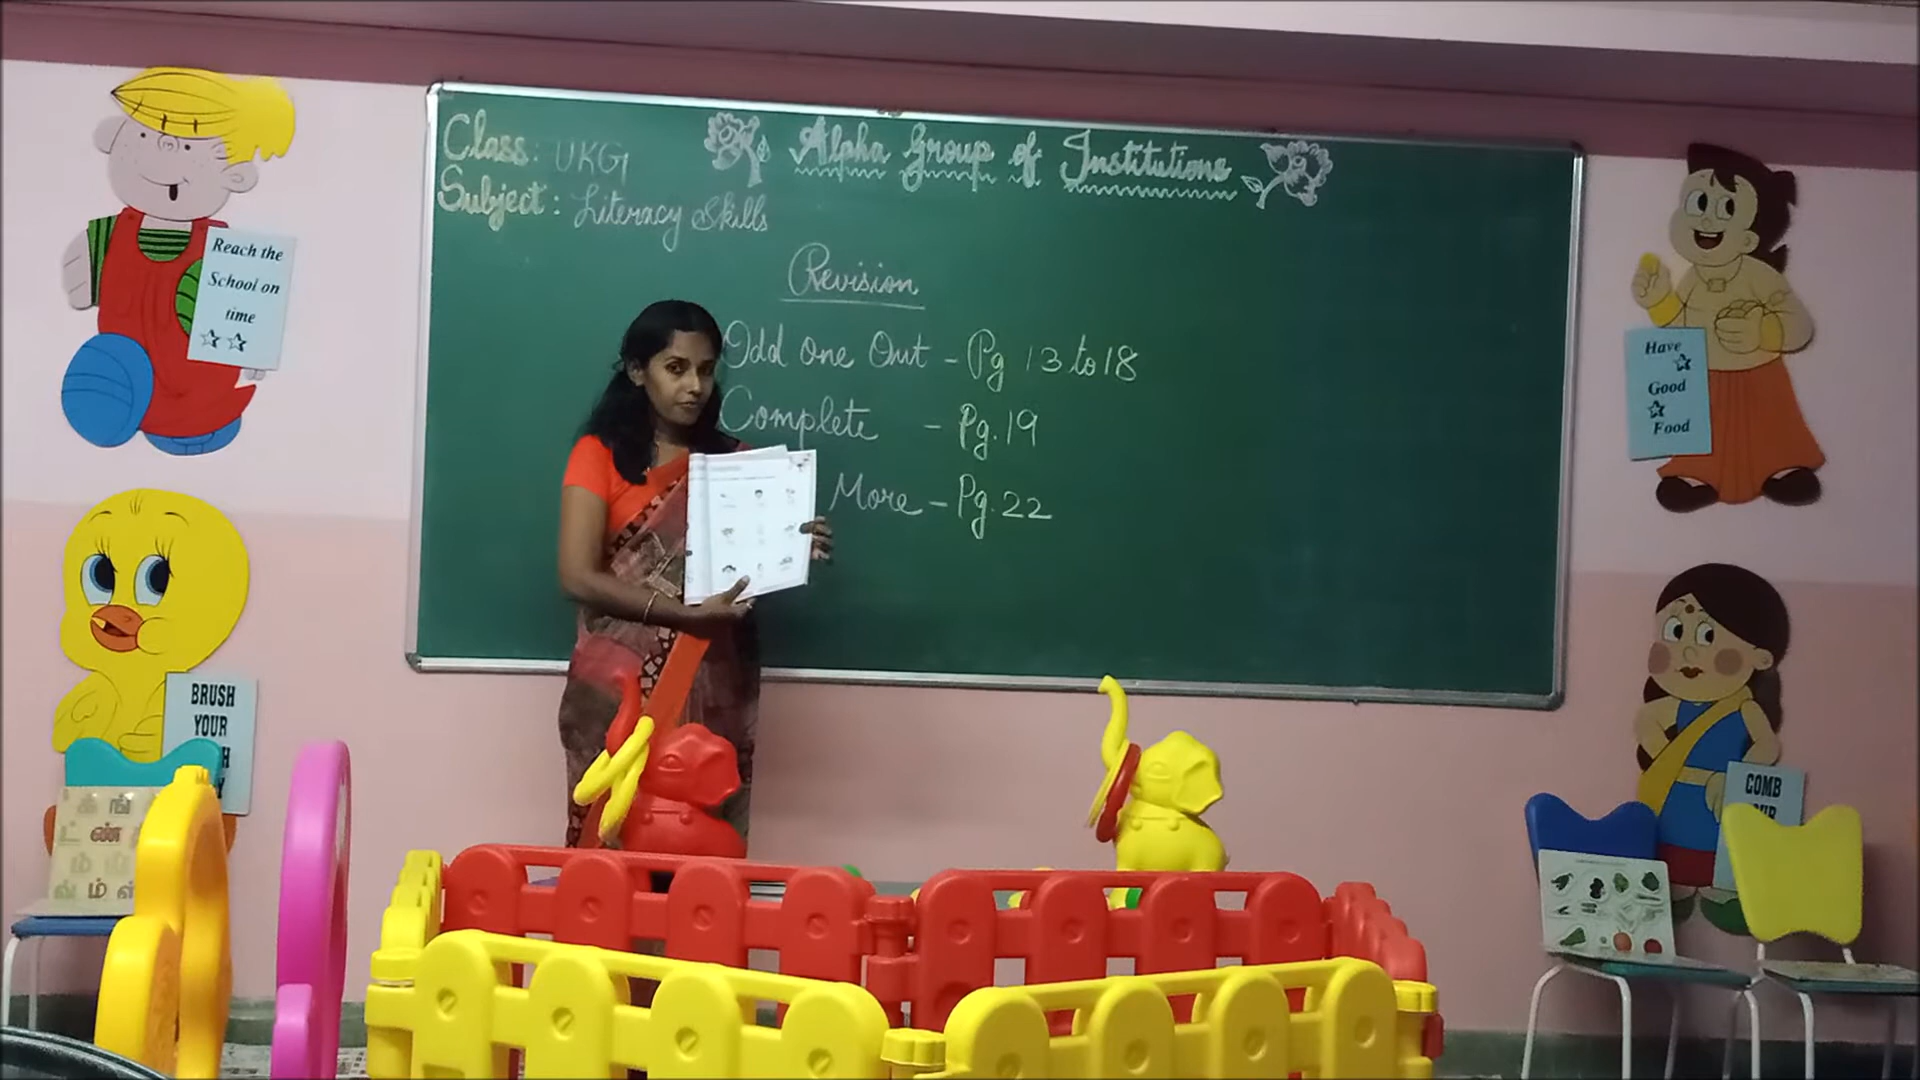 Class: UKG
Alpha Group of Institutions
Subject: Literacy Skills
Revision
Odd one Out - Pg 13 to 18
Complete - Pg. 19
More - Pg. 22
Reach the
School on
time
Have
Good
Food
BRUSH
YOUR
COMB
ங்
ண்
ம்